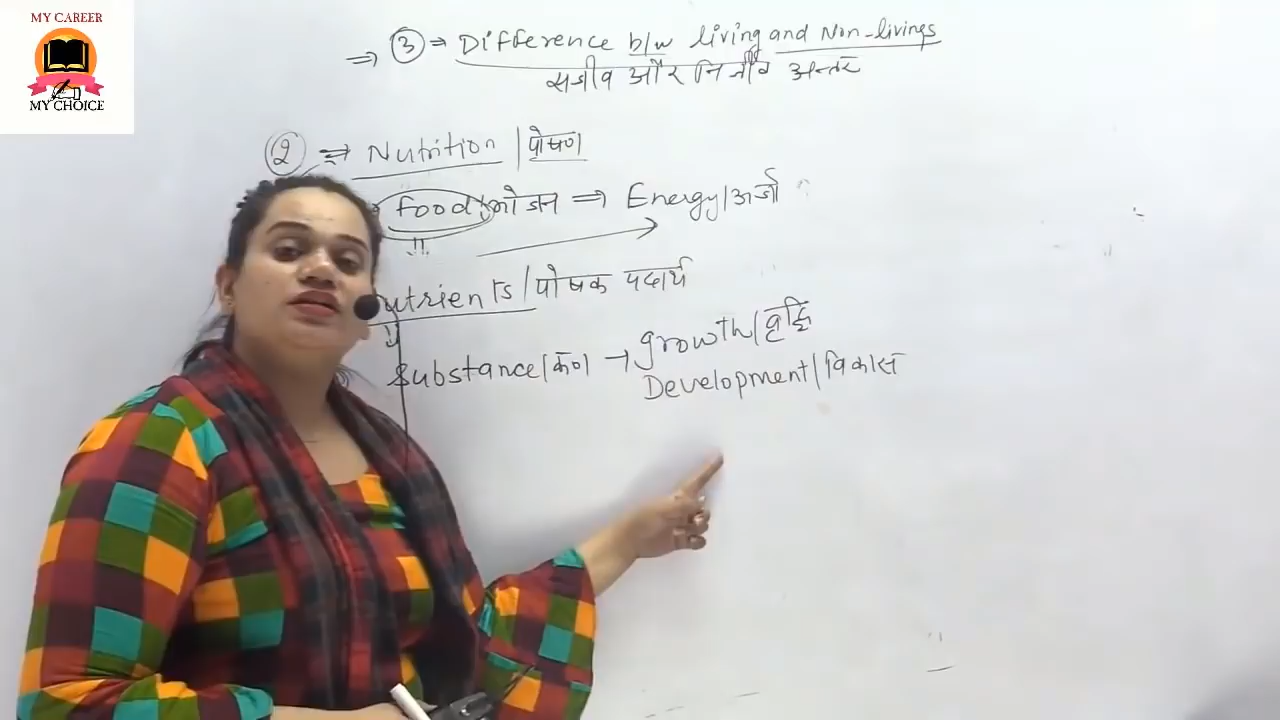 MY CAREER
MY CHOICE
⇒ ③ ⇒ Difference b/w living and Non-livings
सजीव और निर्जीव अन्तर
② ⇒ Nutrition | पोषण
food | भोजन ⇒ Energy | ऊर्जा
utrients | पोषक पदार्थ
Substance | कण → growth | वृद्धि
Development | विकास